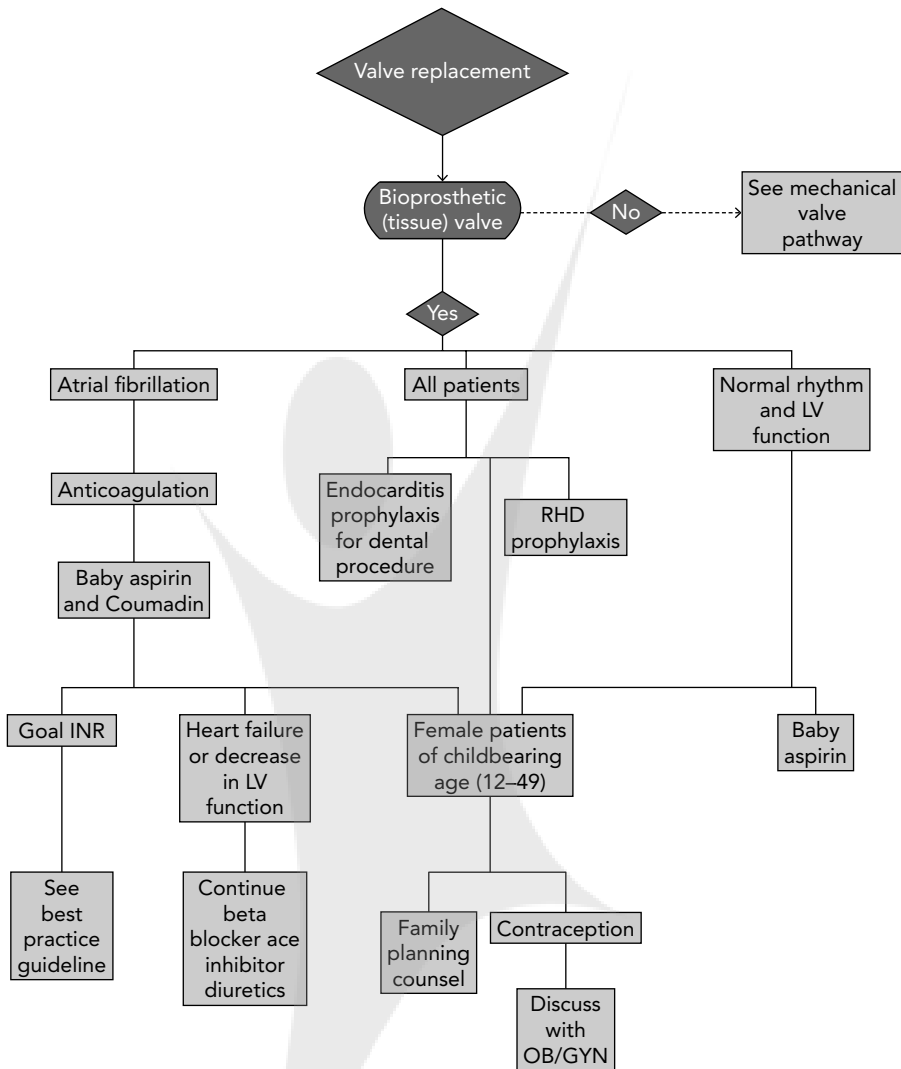 Valve replacement
Bioprosthetic
(tissue) valve
No
See mechanical
valve
pathway
Yes
Atrial fibrillation
All patients
Normal rhythm
and LV
function
Anticoagulation
Endocarditis
prophylaxis
for dental
procedure
RHD
prophylaxis
Baby aspirin
and Coumadin
Goal INR
Heart failure
or decrease
in LV
function
Female patients
of childbearing
age (12–49)
Baby
aspirin
See
best
practice
guideline
Continue
beta
blocker ace
inhibitor
diuretics
Family
planning
counsel
Contraception
Discuss
with
OB/GYN